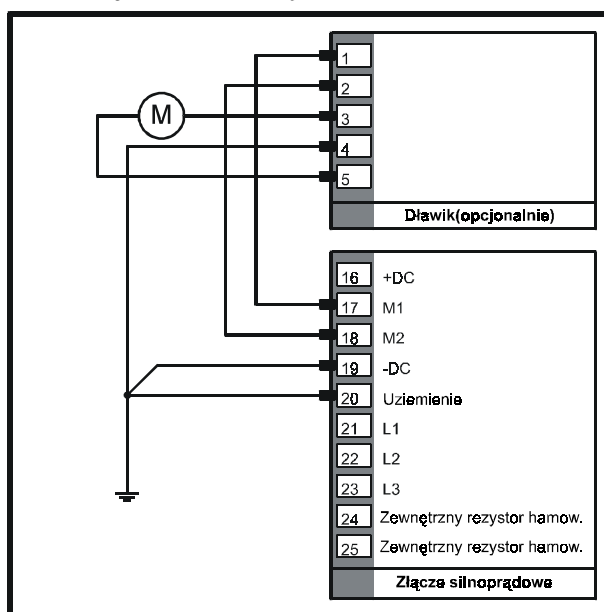 1
2
M
3
4
5
Dławik(opcjonalnie)
16 +DC
17 M1
18 M2
19 -DC
20 Uziemienie
21 L1
22 L2
23 L3
24 Zewnętrzny rezystor hamow.
25 Zewnętrzny rezystor hamow.
Złącze silnoprądowe